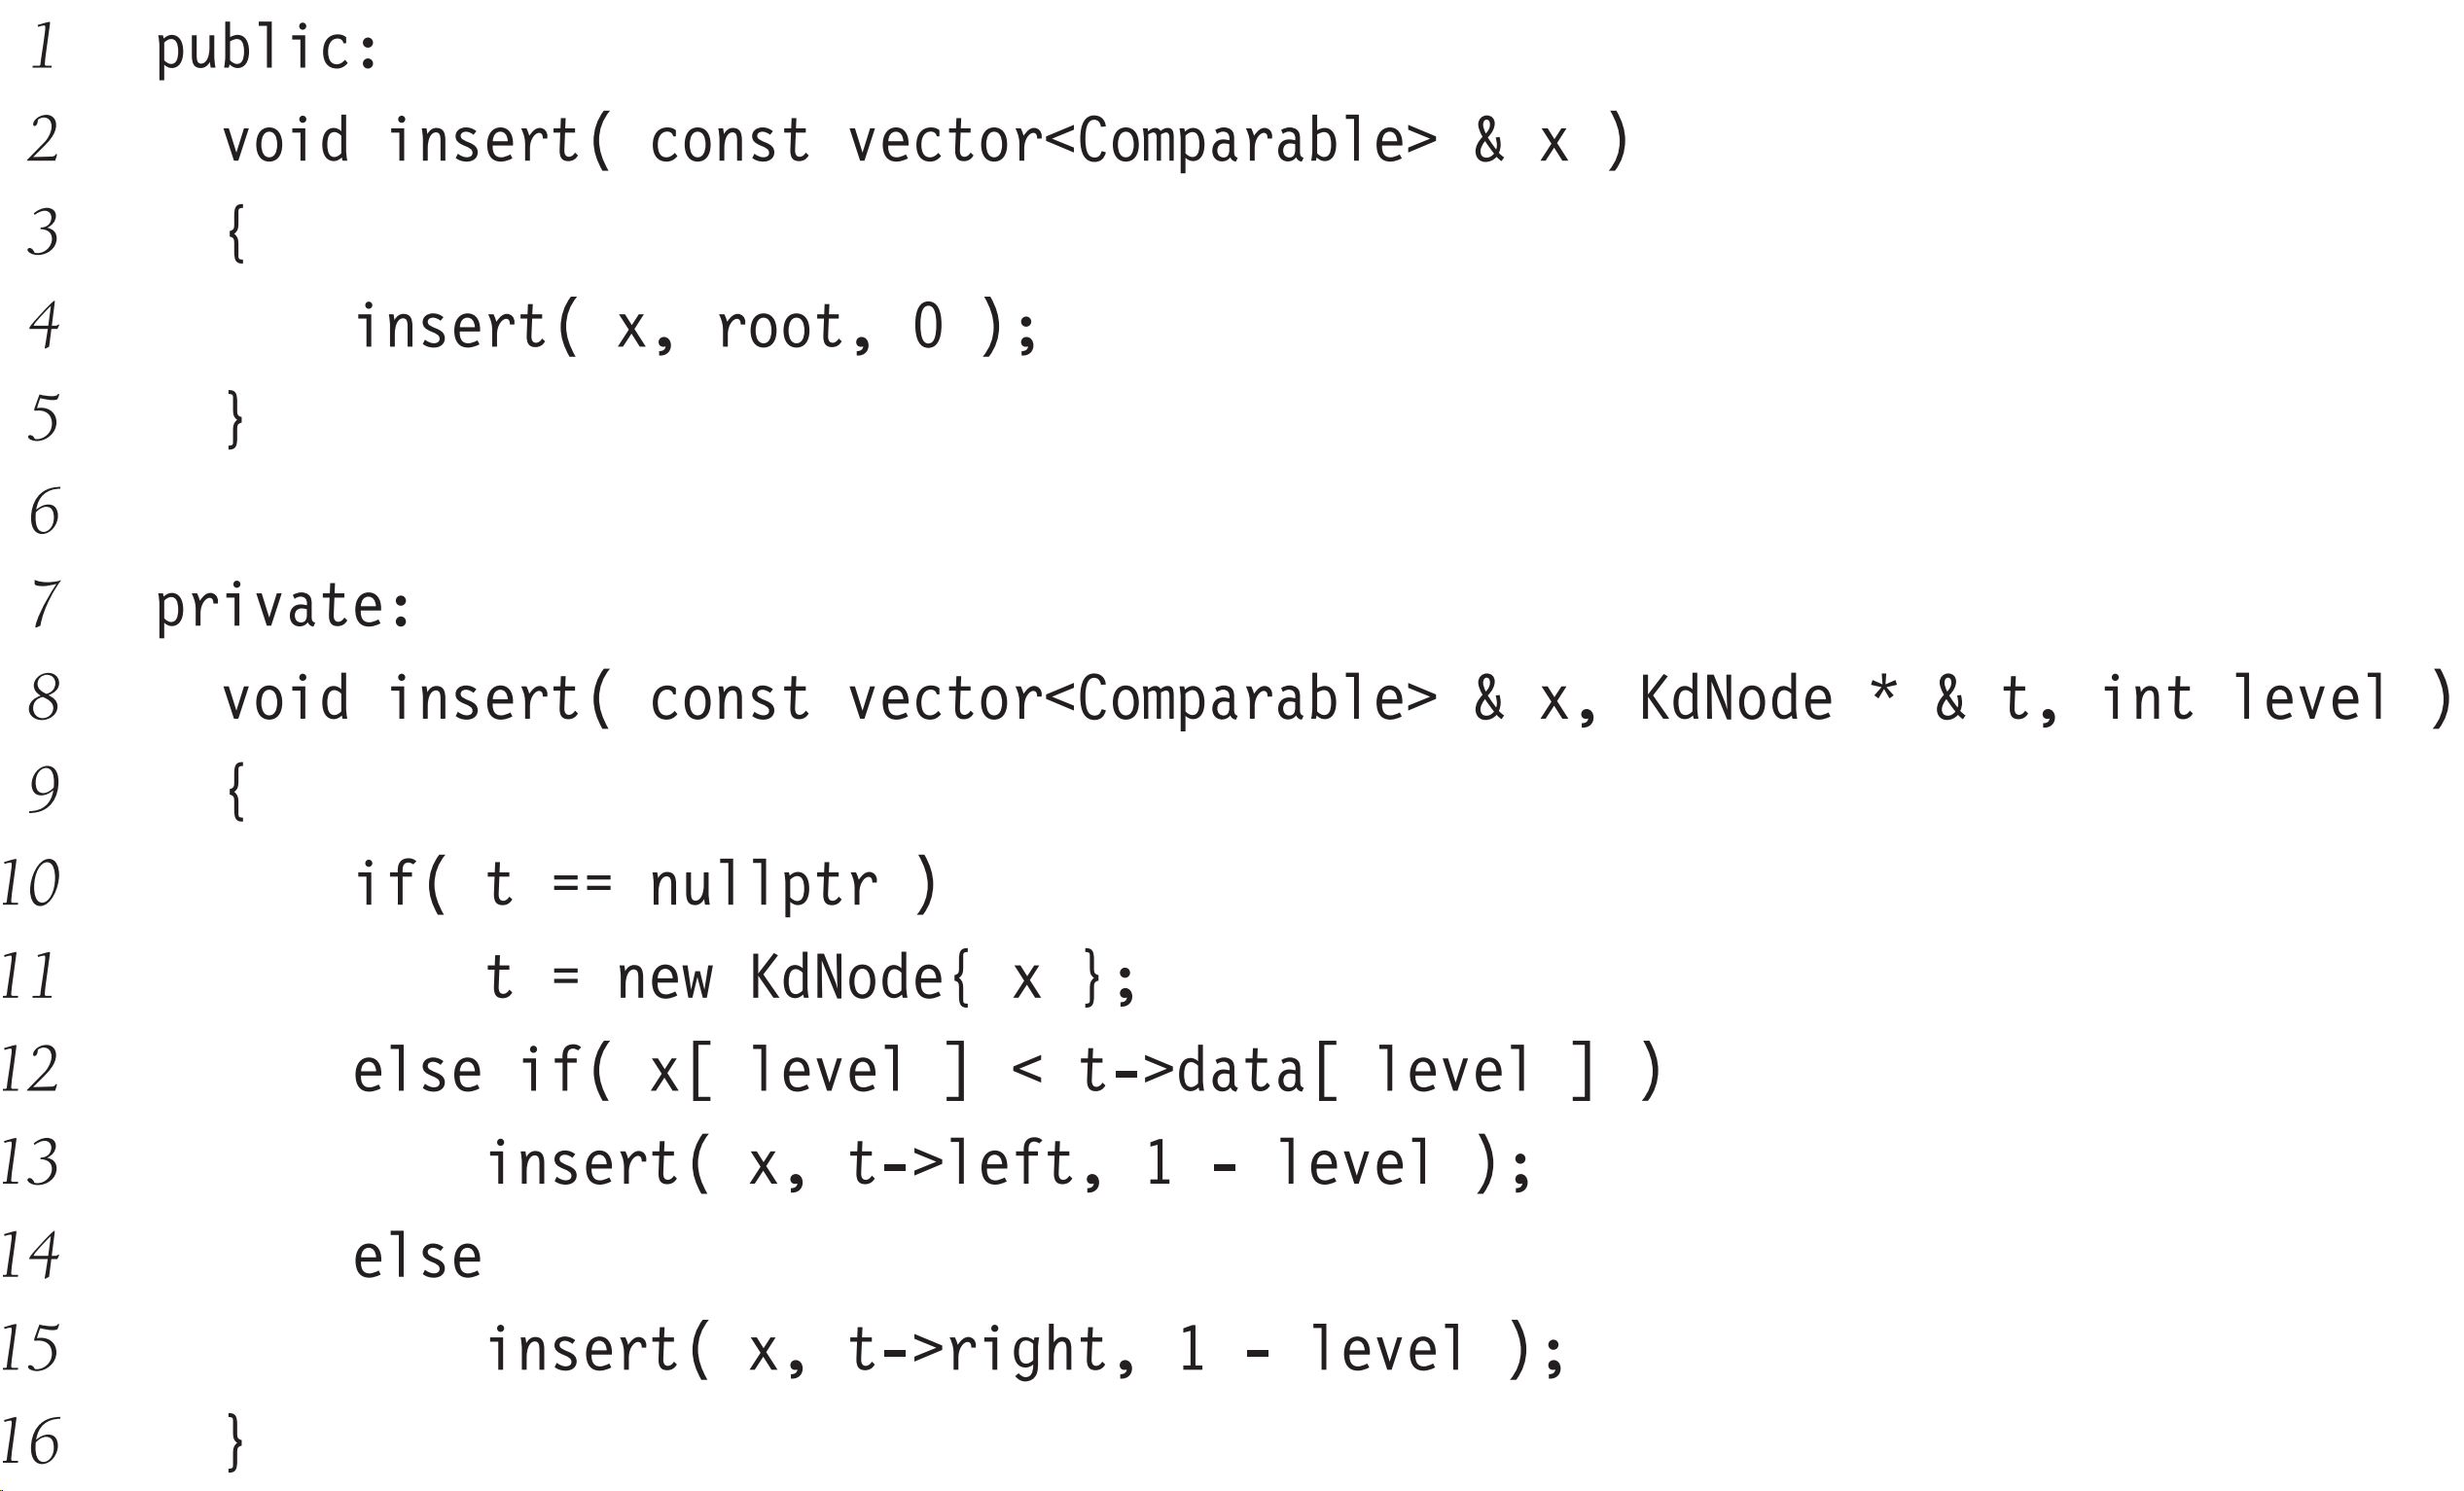 1 public:
2 void insert( const vector<Comparable> & x )
3 {
4 insert( x, root, 0 );
5 }
6
7 private:
8 void insert( const vector<Comparable> & x, KdNode * & t, int level )
9 {
10 if( t == nullptr )
11 t = new KdNode{ x };
12 else if( x[ level ] < t->data[ level ] )
13 insert( x, t->left, 1 - level );
14 else
15 insert( x, t->right, 1 - level );
16 }